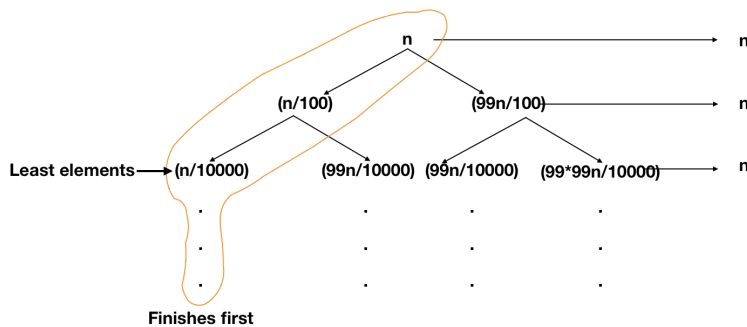 n n
(n/100) (99n/100) n
Least elements (n/10000) (99n/10000) (99n/10000) (99*99n/10000) n
Finishes first